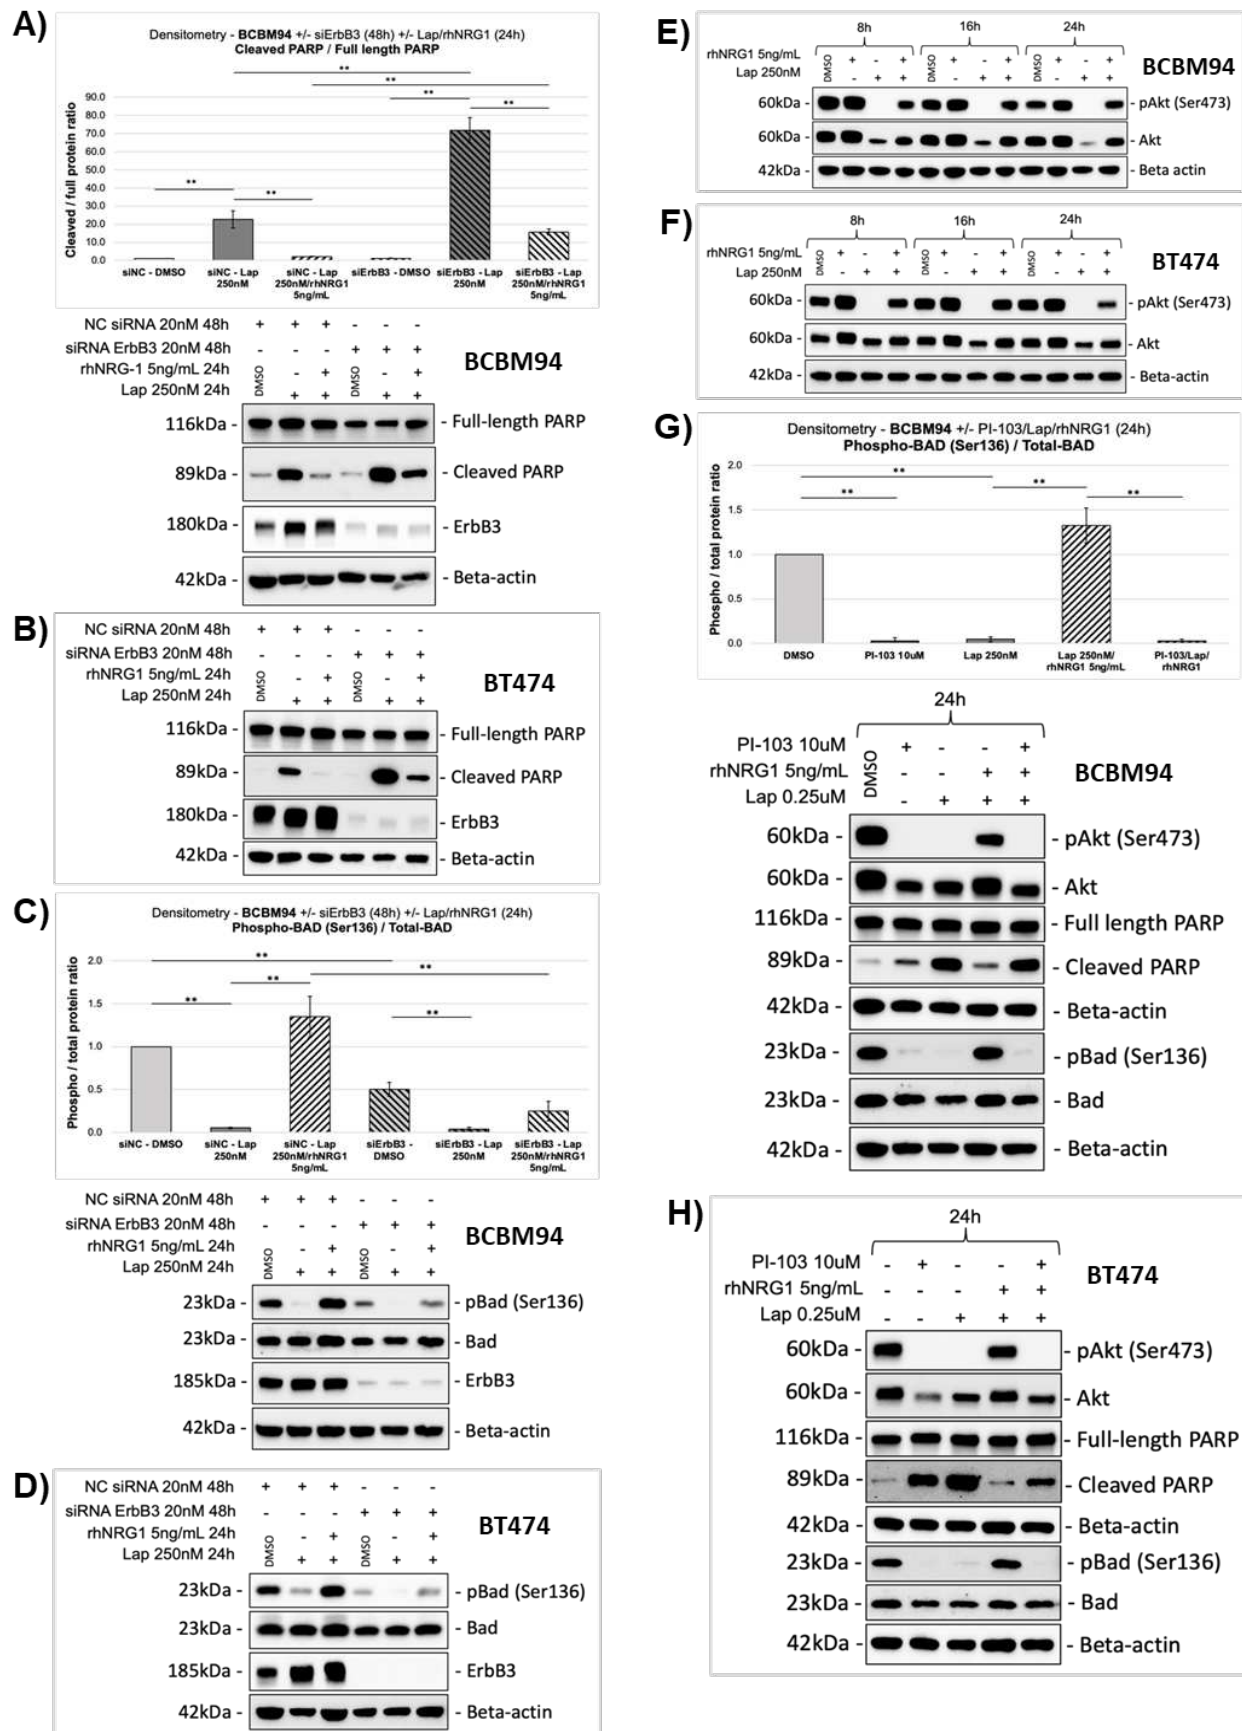 A)
Densitometry - BCBM94 +/- siErbB3 (48h) +/- Lap/rhNRG1 (24h)
Cleaved PARP / Full length PARP
Cleaved / full protein ratio
90.0
80.0
70.0
60.0
50.0
40.0
30.0
20.0
10.0
0.0
** ** ** ** ** **
siNC - DMSO
siNC - Lap 250nM
siNC - Lap 250nM/rhNRG1 5ng/mL
siErbB3 - DMSO
siErbB3 - Lap 250nM
siErbB3 - Lap 250nM/rhNRG1 5ng/mL
NC siRNA 20nM 48h + + + - - -
siRNA ErbB3 20nM 48h - - - + + +
rhNRG-1 5ng/mL 24h DMSO - + DMSO - +
Lap 250nM 24h + + + +
BCBM94
116kDa - - Full-length PARP
89kDa - - Cleaved PARP
180kDa - - ErbB3
42kDa - - Beta-actin
B)
NC siRNA 20nM 48h + + + - - -
siRNA ErbB3 20nM 48h - - - + + +
rhNRG1 5ng/mL 24h DMSO - + DMSO - +
Lap 250nM 24h + + + +
BT474
116kDa - - Full-length PARP
89kDa - - Cleaved PARP
180kDa - - ErbB3
42kDa - - Beta-actin
C)
Densitometry - BCBM94 +/- siErbB3 (48h) +/- Lap/rhNRG1 (24h)
Phospho-BAD (Ser136) / Total-BAD
Phospho / total protein ratio
2.0
1.5
1.0
0.5
0.0
** ** ** ** **
siNC - DMSO
siNC - Lap 250nM
siNC - Lap 250nM/rhNRG1 5ng/mL
siErbB3 - DMSO
siErbB3 - Lap 250nM
siErbB3 - Lap 250nM/rhNRG1 5ng/mL
NC siRNA 20nM 48h + + + - - -
siRNA ErbB3 20nM 48h - - - + + +
rhNRG1 5ng/mL 24h DMSO - + DMSO - +
Lap 250nM 24h + + + +
BCBM94
23kDa - - pBad (Ser136)
23kDa - - Bad
185kDa - - ErbB3
42kDa - - Beta-actin
D)
NC siRNA 20nM 48h + + + - - -
siRNA ErbB3 20nM 48h - - - + + +
rhNRG1 5ng/mL 24h DMSO - + DMSO - +
Lap 250nM 24h + + + +
BT474
23kDa - - pBad (Ser136)
23kDa - - Bad
185kDa - - ErbB3
42kDa - - Beta-actin
E)
8h 16h 24h
rhNRG1 5ng/mL DMSO + - + DMSO + - + DMSO + - +
Lap 250nM - + + - + + - + +
BCBM94
60kDa - - pAkt (Ser473)
60kDa - - Akt
42kDa - - Beta actin
F)
8h 16h 24h
rhNRG1 5ng/mL DMSO + - + DMSO + - + DMSO + - +
Lap 250nM - + + - + + - + +
BT474
60kDa - - pAkt (Ser473)
60kDa - - Akt
42kDa - - Beta-actin
G)
Densitometry - BCBM94 +/- PI-103/Lap/rhNRG1 (24h)
Phospho-BAD (Ser136) / Total-BAD
Phospho / total protein ratio
2.0
1.5
1.0
0.5
0.0
** ** ** **
DMSO
PI-103 10uM
Lap 250nM
Lap 250nM/ rhNRG1 5ng/mL
PI-103/Lap/ rhNRG1
24h
PI-103 10uM DMSO + - - +
rhNRG1 5ng/mL - - + +
Lap 0.25uM - + + +
BCBM94
60kDa - - pAkt (Ser473)
60kDa - - Akt
116kDa - - Full length PARP
89kDa - - Cleaved PARP
42kDa - - Beta-actin
23kDa - - pBad (Ser136)
23kDa - - Bad
42kDa - - Beta-actin
H)
24h
PI-103 10uM - + - - +
rhNRG1 5ng/mL - - - + +
Lap 0.25uM - - + + +
BT474
60kDa - - pAkt (Ser473)
60kDa - - Akt
116kDa - - Full-length PARP
89kDa - - Cleaved PARP
42kDa - - Beta-actin
23kDa - - pBad (Ser136)
23kDa - - Bad
42kDa - - Beta-actin